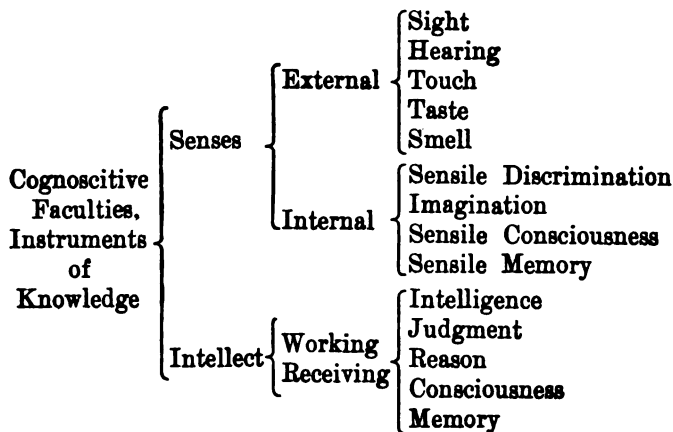 Cognoscitive
Faculties,
Instruments
of
Knowledge
Senses
External
Sight
Hearing
Touch
Taste
Smell
Internal
Sensile Discrimination
Imagination
Sensile Consciousness
Sensile Memory
Intellect
Working
Receiving
Intelligence
Judgment
Reason
Consciousness
Memory